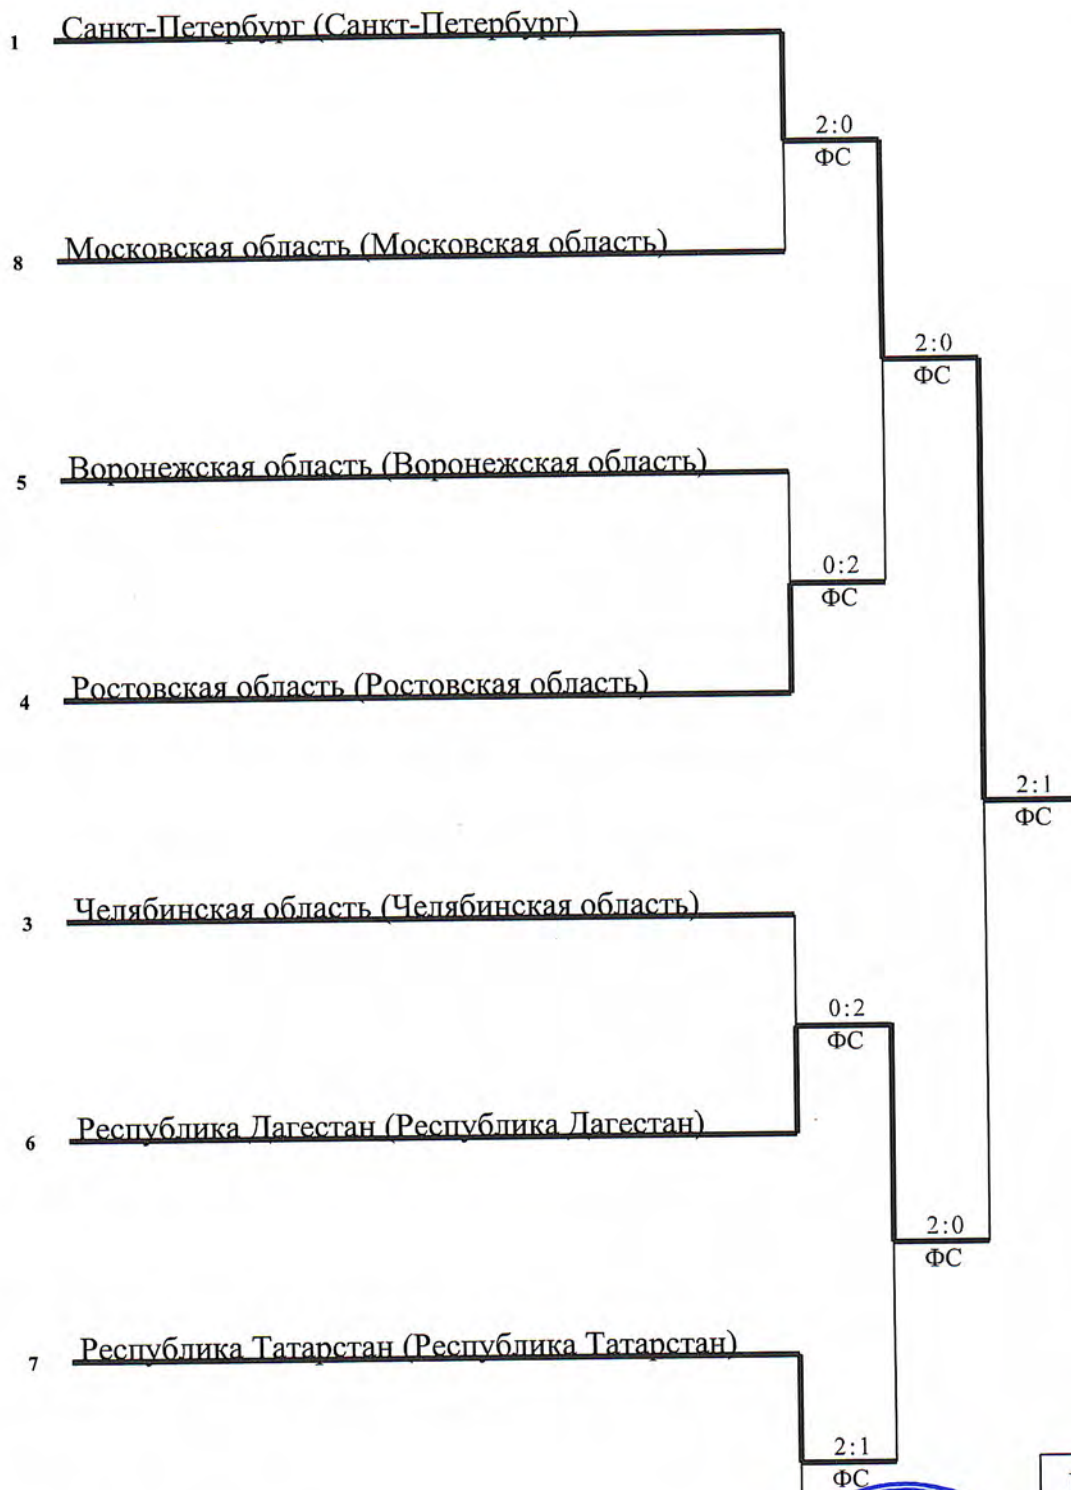 1 Санкт-Петербург (Санкт-Петербург)
2:0
ФС
8 Московская область (Московская область)
2:0
ФС
5 Воронежская область (Воронежская область)
0:2
ФС
4 Ростовская область (Ростовская область)
2:1
ФС
3 Челябинская область (Челябинская область)
0:2
ФС
6 Республика Дагестан (Республика Дагестан)
2:0
ФС
7 Республика Татарстан (Республика Татарстан)
2:1
ФС